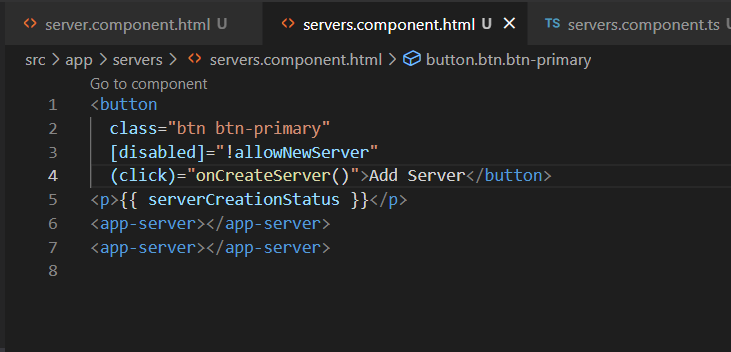 server.component.html U servers.component.html U servers.component.ts U
src > app > servers > servers.component.html > button.btn.btn-primary
Go to component
1 <button
2 class="btn btn-primary"
3 [disabled]="!allowNewServer"
4 (click)="onCreateServer()">Add Server</button>
5 <p>{{ serverCreationStatus }}</p>
6 <app-server></app-server>
7 <app-server></app-server>
8